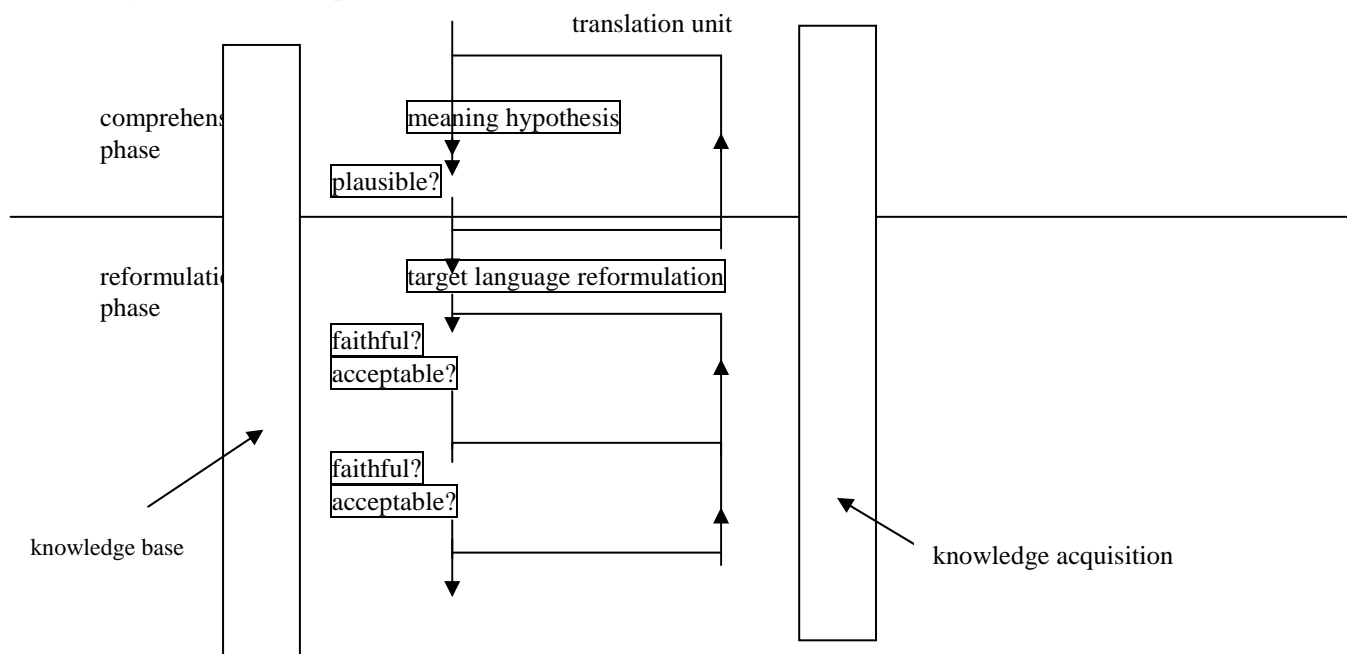 translation unit
comprehens
phase
meaning hypothesis
plausible?
reformulati
phase
target language reformulation
faithful?
acceptable?
faithful?
acceptable?
knowledge base
knowledge acquisition